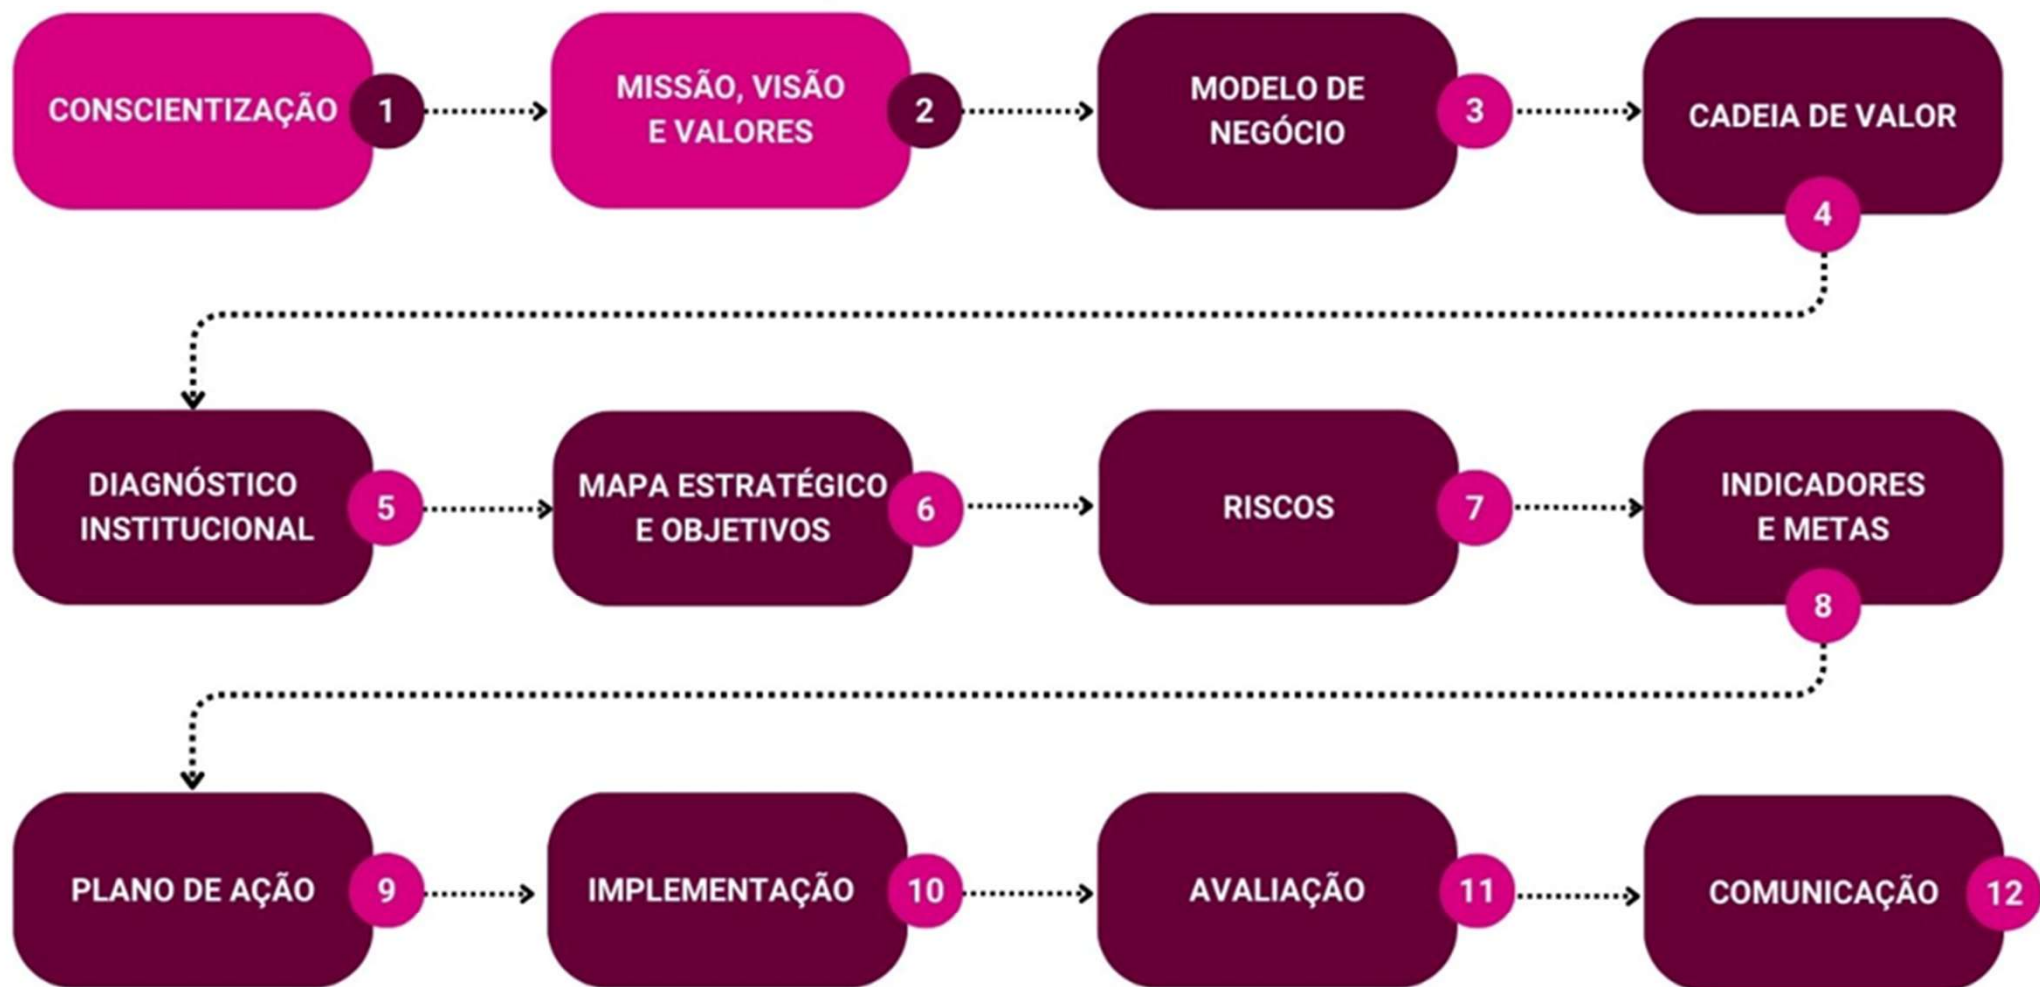 CONSCIENTIZAÇÃO
1
MISSÃO, VISÃO
E VALORES
2
MODELO DE
NEGÓCIO
3
CADEIA DE VALOR
4
DIAGNÓSTICO
INSTITUCIONAL
5
MAPA ESTRATÉGICO
E OBJETIVOS
6
RISCOS
7
INDICADORES
E METAS
8
PLANO DE AÇÃO
9
IMPLEMENTAÇÃO
10
AVALIAÇÃO
11
COMUNICAÇÃO
12